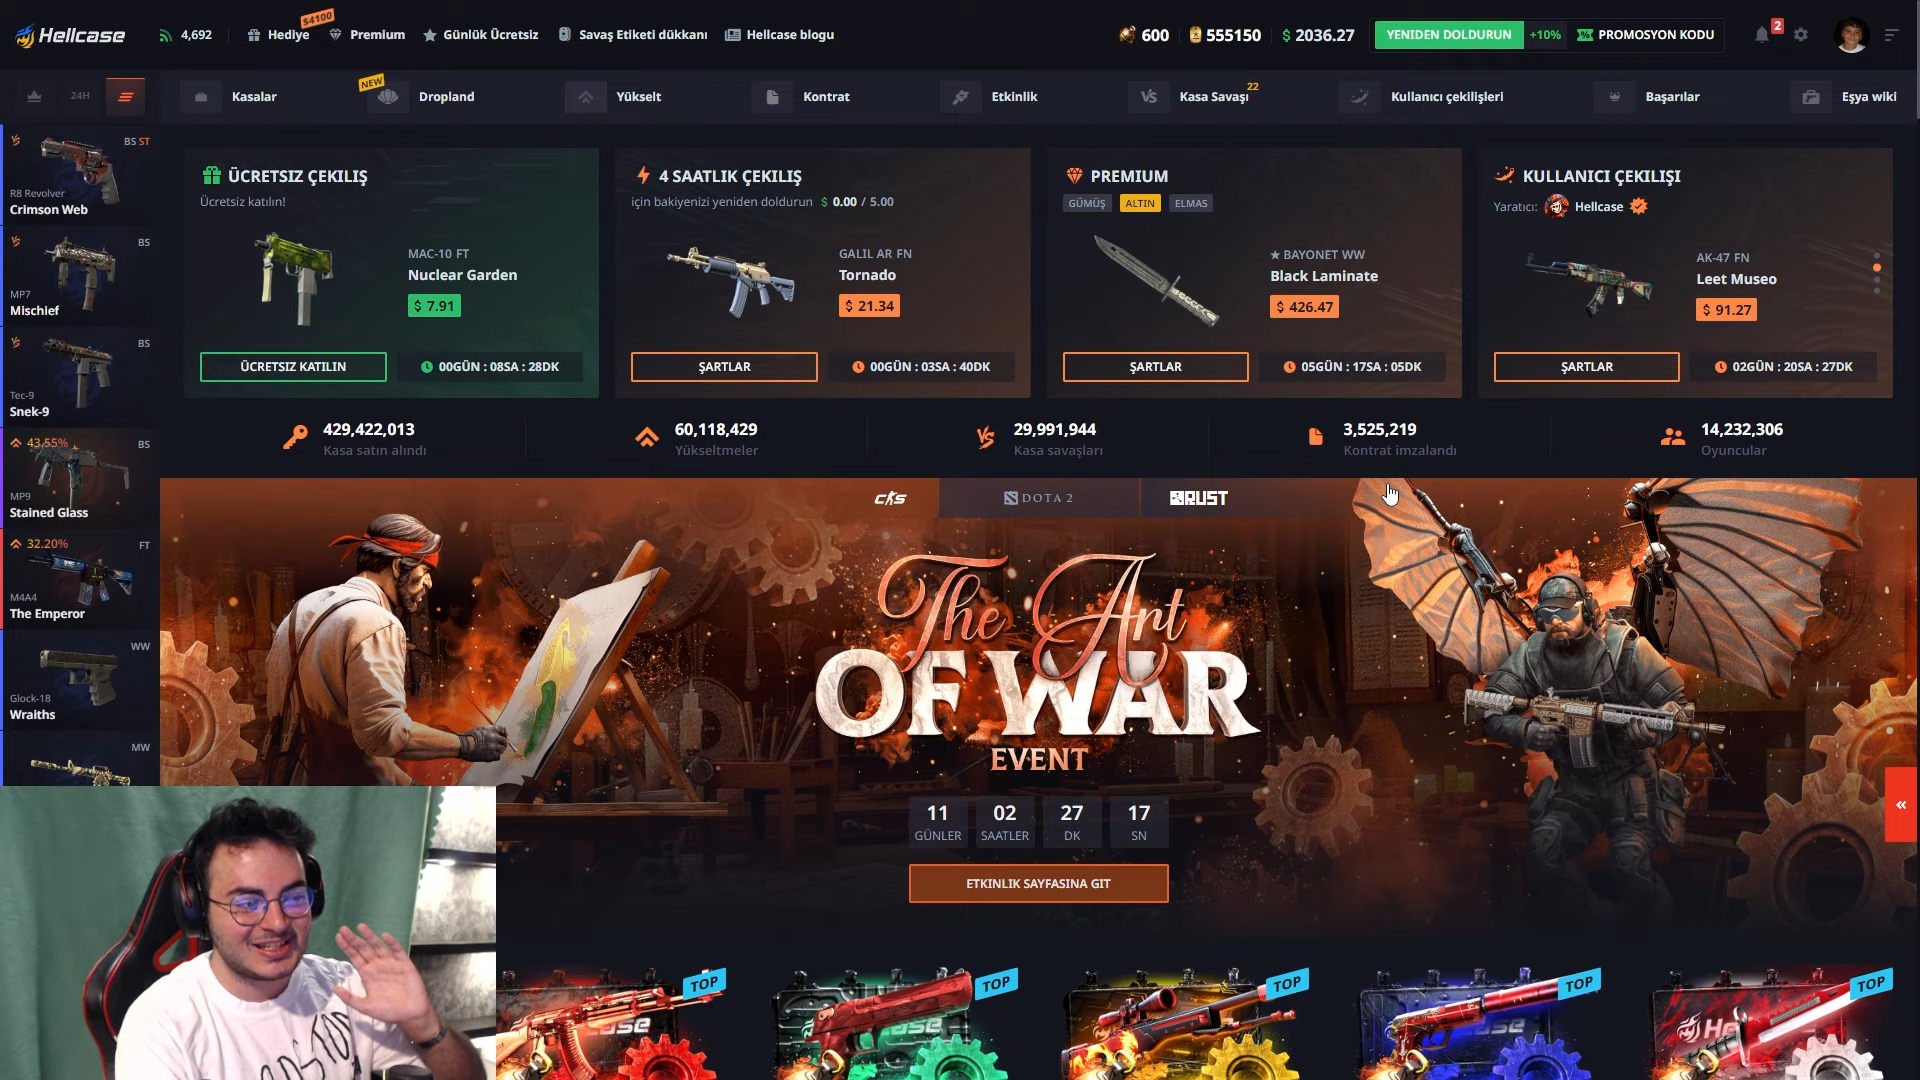 Hellcase
4,692
Hediye
$4100
Premium
Günlük Ücretsiz
Savaş Etiketi dükkanı
Hellcase blogu
600
555150
$ 2036.27
YENIDEN DOLDURUN
+10%
PROMOSYON KODU
2
24H
Kasalar
NEW
Dropland
Yükselt
Kontrat
Etkinlik
VS
Kasa Savaşı
22
Kullanıcı çekilişleri
Başarılar
Eşya wiki
BS ST
R8 Revolver
Crimson Web
BS
MP7
Mischief
BS
Tec-9
Snek-9
43.55%
BS
MP9
Stained Glass
32.20%
FT
M4A4
The Emperor
WW
Glock-18
Wraiths
MW
ÜCRETSIZ ÇEKILIŞ
Ücretsiz katılın!
MAC-10 FT
Nuclear Garden
$ 7.91
ÜCRETSIZ KATILIN
00GÜN : 08SA : 28DK
4 SAATLIK ÇEKILIŞ
için bakiyenizi yeniden doldurun $ 0.00 / 5.00
GALIL AR FN
Tornado
$ 21.34
ŞARTLAR
00GÜN : 03SA : 40DK
PREMIUM
GÜMÜŞ
ALTIN
ELMAS
★ BAYONET WW
Black Laminate
$ 426.47
ŞARTLAR
05GÜN : 17SA : 05DK
KULLANICI ÇEKILIŞI
Yaratıcı: Hellcase
AK-47 FN
Leet Museo
$ 91.27
ŞARTLAR
02GÜN : 20SA : 27DK
429,422,013
Kasa satın alındı
60,118,429
Yükseltmeler
VS
29,991,944
Kasa savaşları
3,525,219
Kontrat imzalandı
14,232,306
Oyuncular
DOTA 2
RUST
The Art
OF WAR
EVENT
11
GÜNLER
02
SAATLER
27
DK
17
SN
ETKINLIK SAYFASINA GIT
«
TOP
TOP
TOP
TOP
TOP